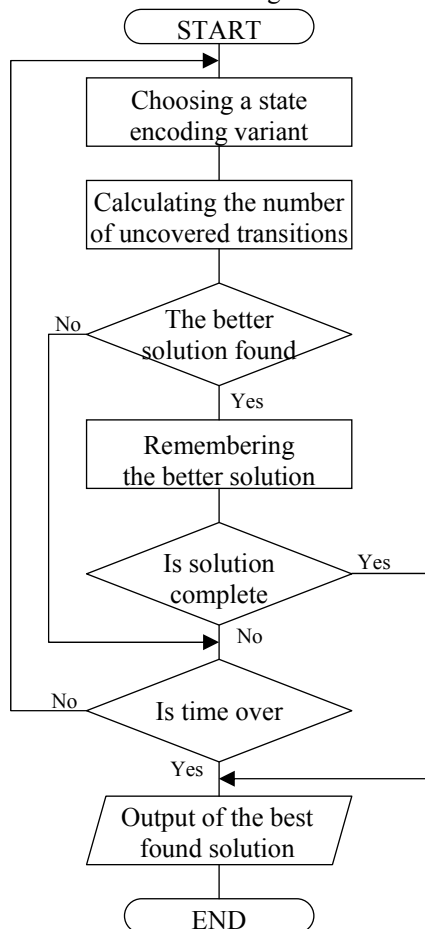 START
Choosing a state
encoding variant
Calculating the number
of uncovered transitions
No
The better
solution found
Yes
Remembering
the better solution
Is solution
complete
Yes
No
No
Is time over
Yes
Output of the best
found solution
END